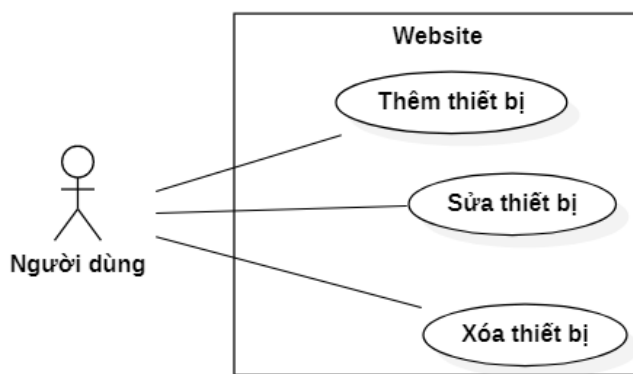 Website
Thêm thiết bị
Sửa thiết bị
Người dùng
Xóa thiết bị